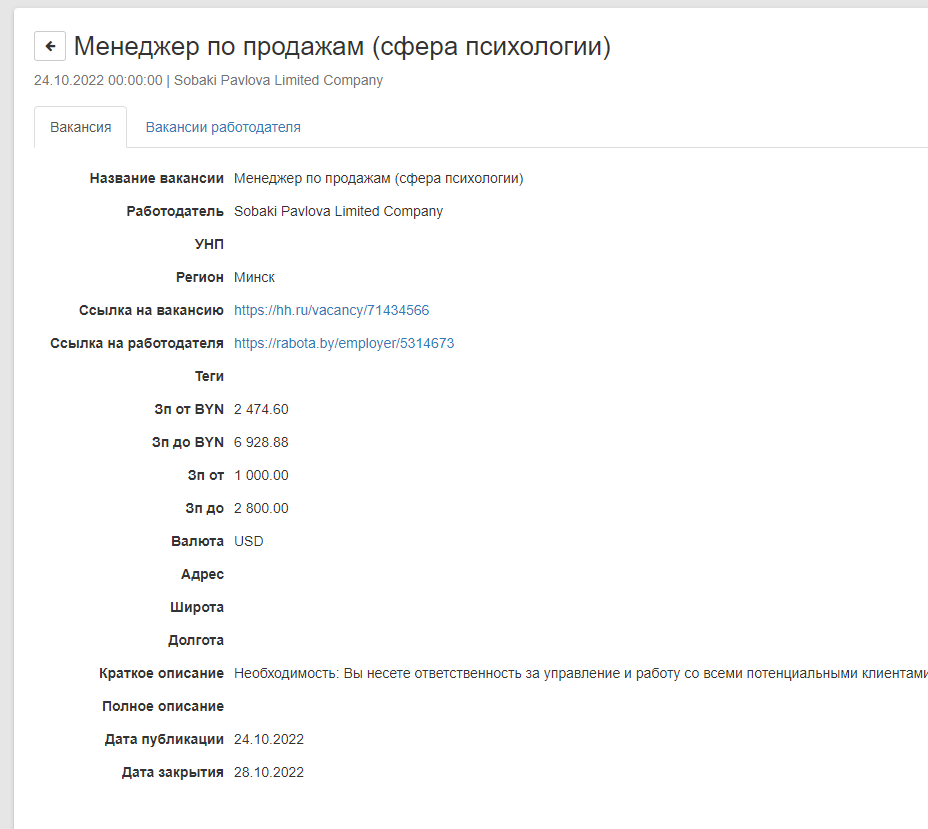 Менеджер по продажам (сфера психологии)
24.10.2022 00:00:00 | Sobaki Pavlova Limited Company
Вакансия Вакансии работодателя
Название вакансии Менеджер по продажам (сфера психологии)
Работодатель Sobaki Pavlova Limited Company
УНП
Регион Минск
Ссылка на вакансию https://hh.ru/vacancy/71434566
Ссылка на работодателя https://rabota.by/employer/5314673
Теги
Зп от BYN 2 474.60
Зп до BYN 6 928.88
Зп от 1 000.00
Зп до 2 800.00
Валюта USD
Адрес
Широта
Долгота
Краткое описание Необходимость: Вы несете ответственность за управление и работу со всеми потенциальными клиентами
Полное описание
Дата публикации 24.10.2022
Дата закрытия 28.10.2022